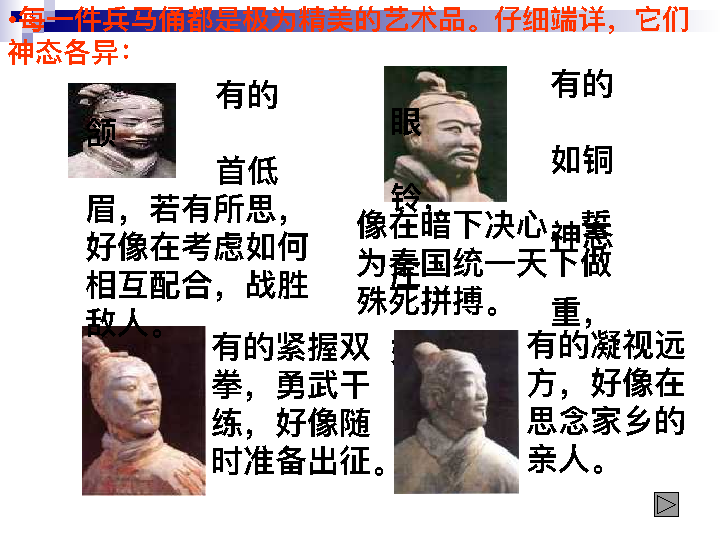 •每一件兵马俑都是极为精美的艺术品。仔细端详，它们
神态各异：
有的
颔
首低
眉，若有所思，
好像在考虑如何
相互配合，战胜
敌人。
有的
眼
如铜
铃，
神态
庄
重，
像在暗下决心，誓
为秦国统一天下做
殊死拼搏。
有的紧握双
拳，勇武干
练，好像随
时准备出征。
有的凝视远
方，好像在
思念家乡的
亲人。